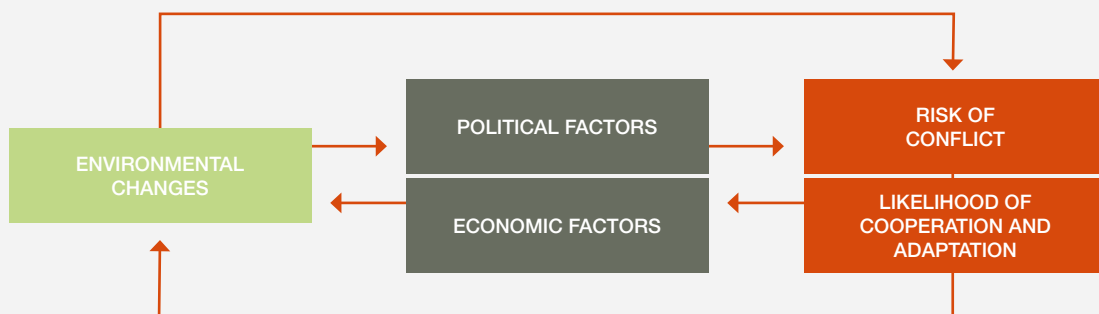 ENVIRONMENTAL
CHANGES
POLITICAL FACTORS
ECONOMIC FACTORS
RISK OF
CONFLICT
LIKELIHOOD OF
COOPERATION AND
ADAPTATION